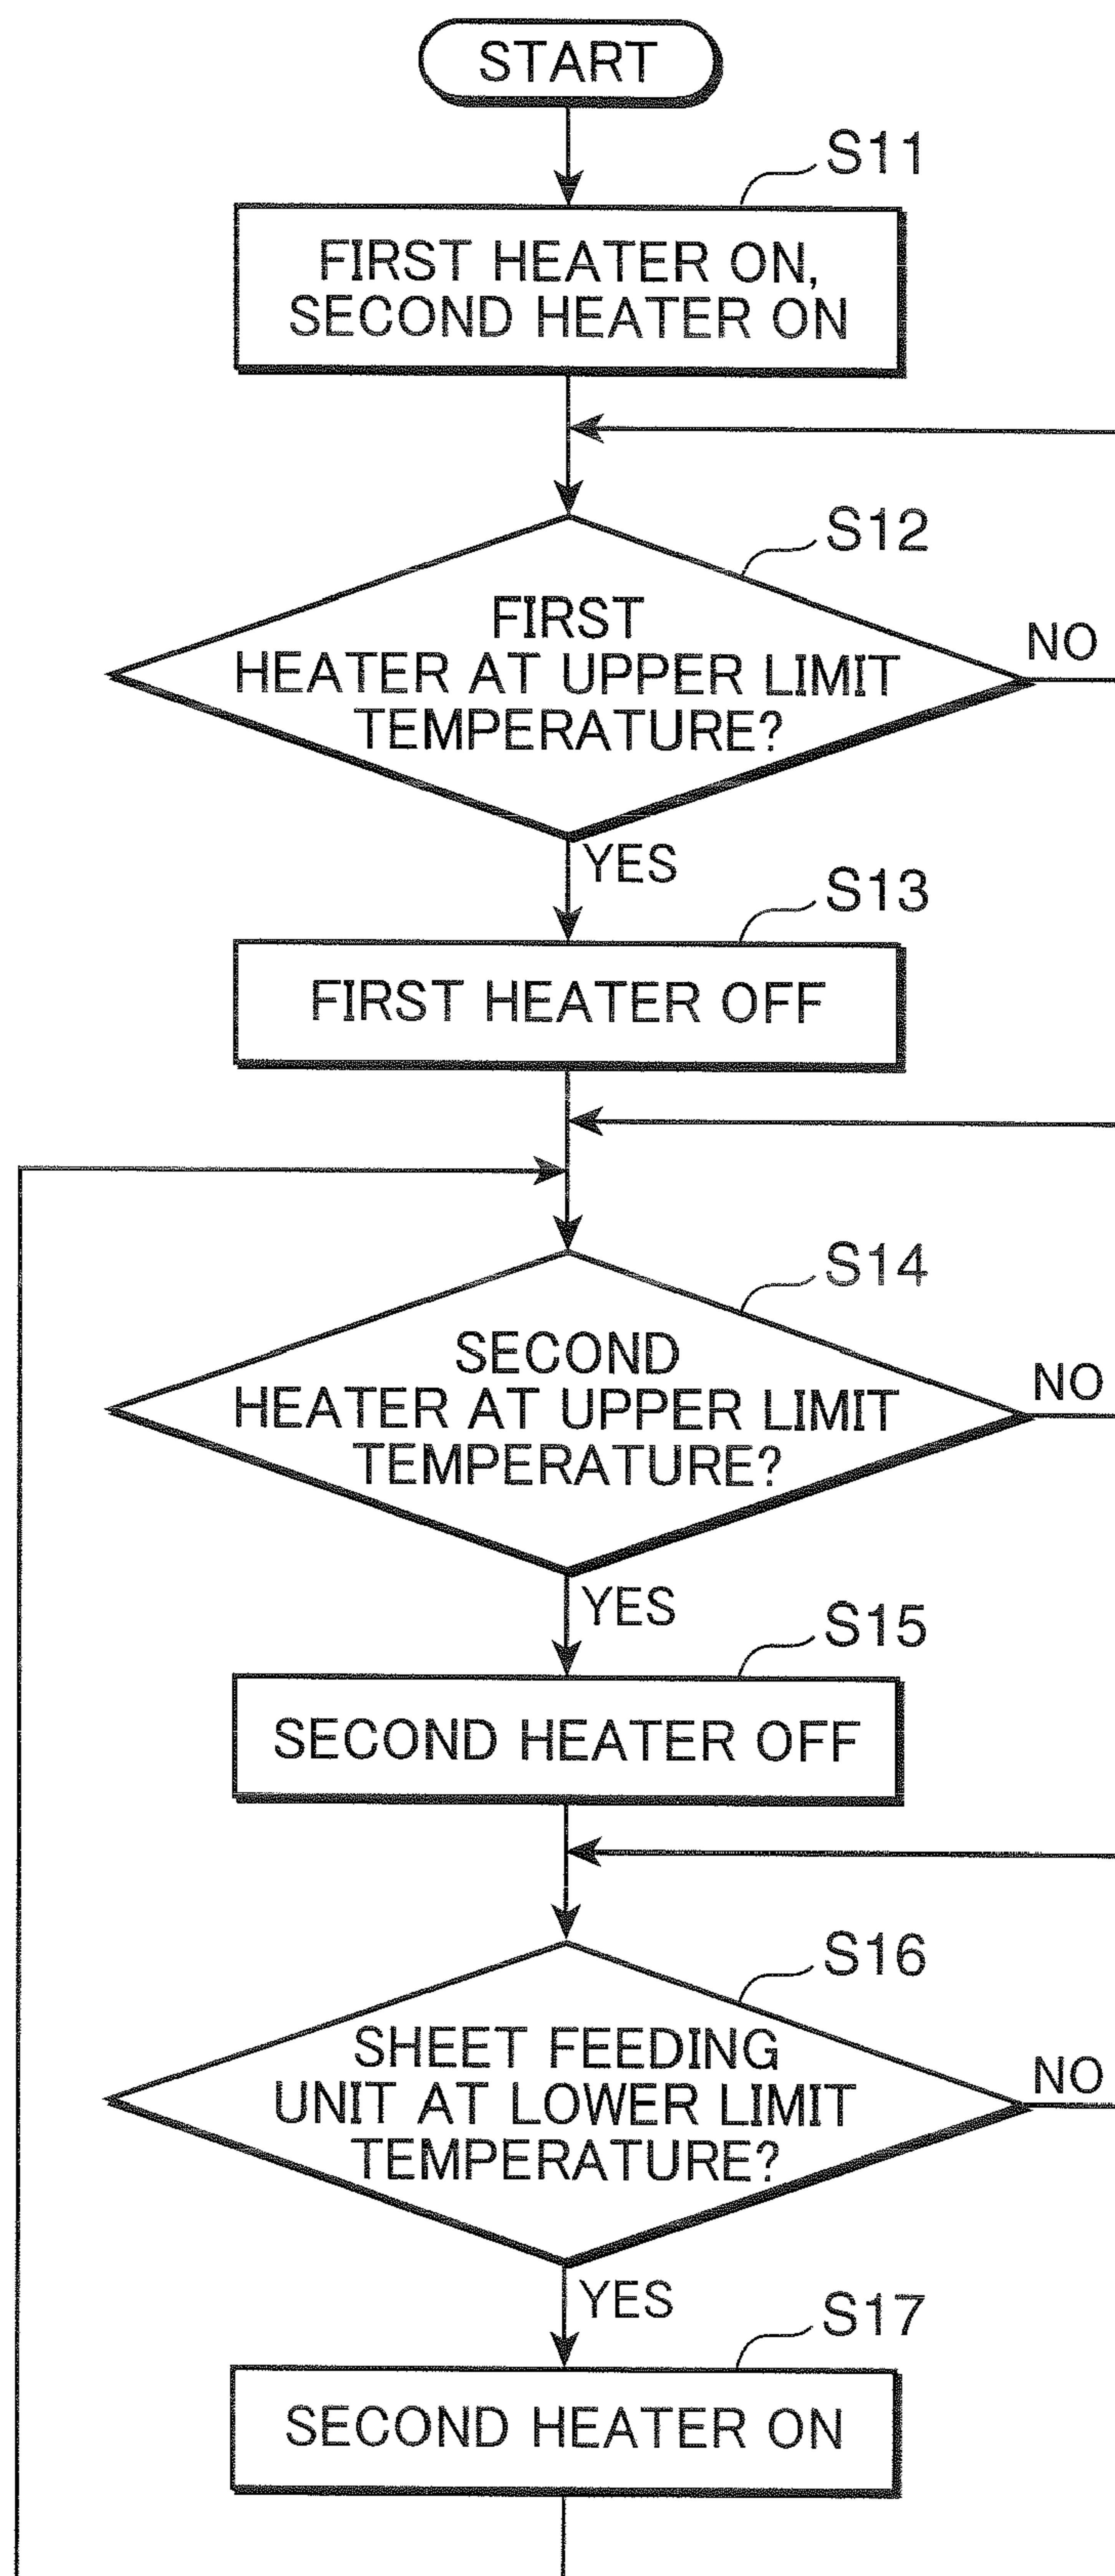 START
S11
FIRST HEATER ON,
SECOND HEATER ON
S12
FIRST
HEATER AT UPPER LIMIT
TEMPERATURE?
NO
YES
S13
FIRST HEATER OFF
S14
SECOND
HEATER AT UPPER LIMIT
TEMPERATURE?
NO
YES
S15
SECOND HEATER OFF
S16
SHEET FEEDING
UNIT AT LOWER LIMIT
TEMPERATURE?
NO
YES
S17
SECOND HEATER ON